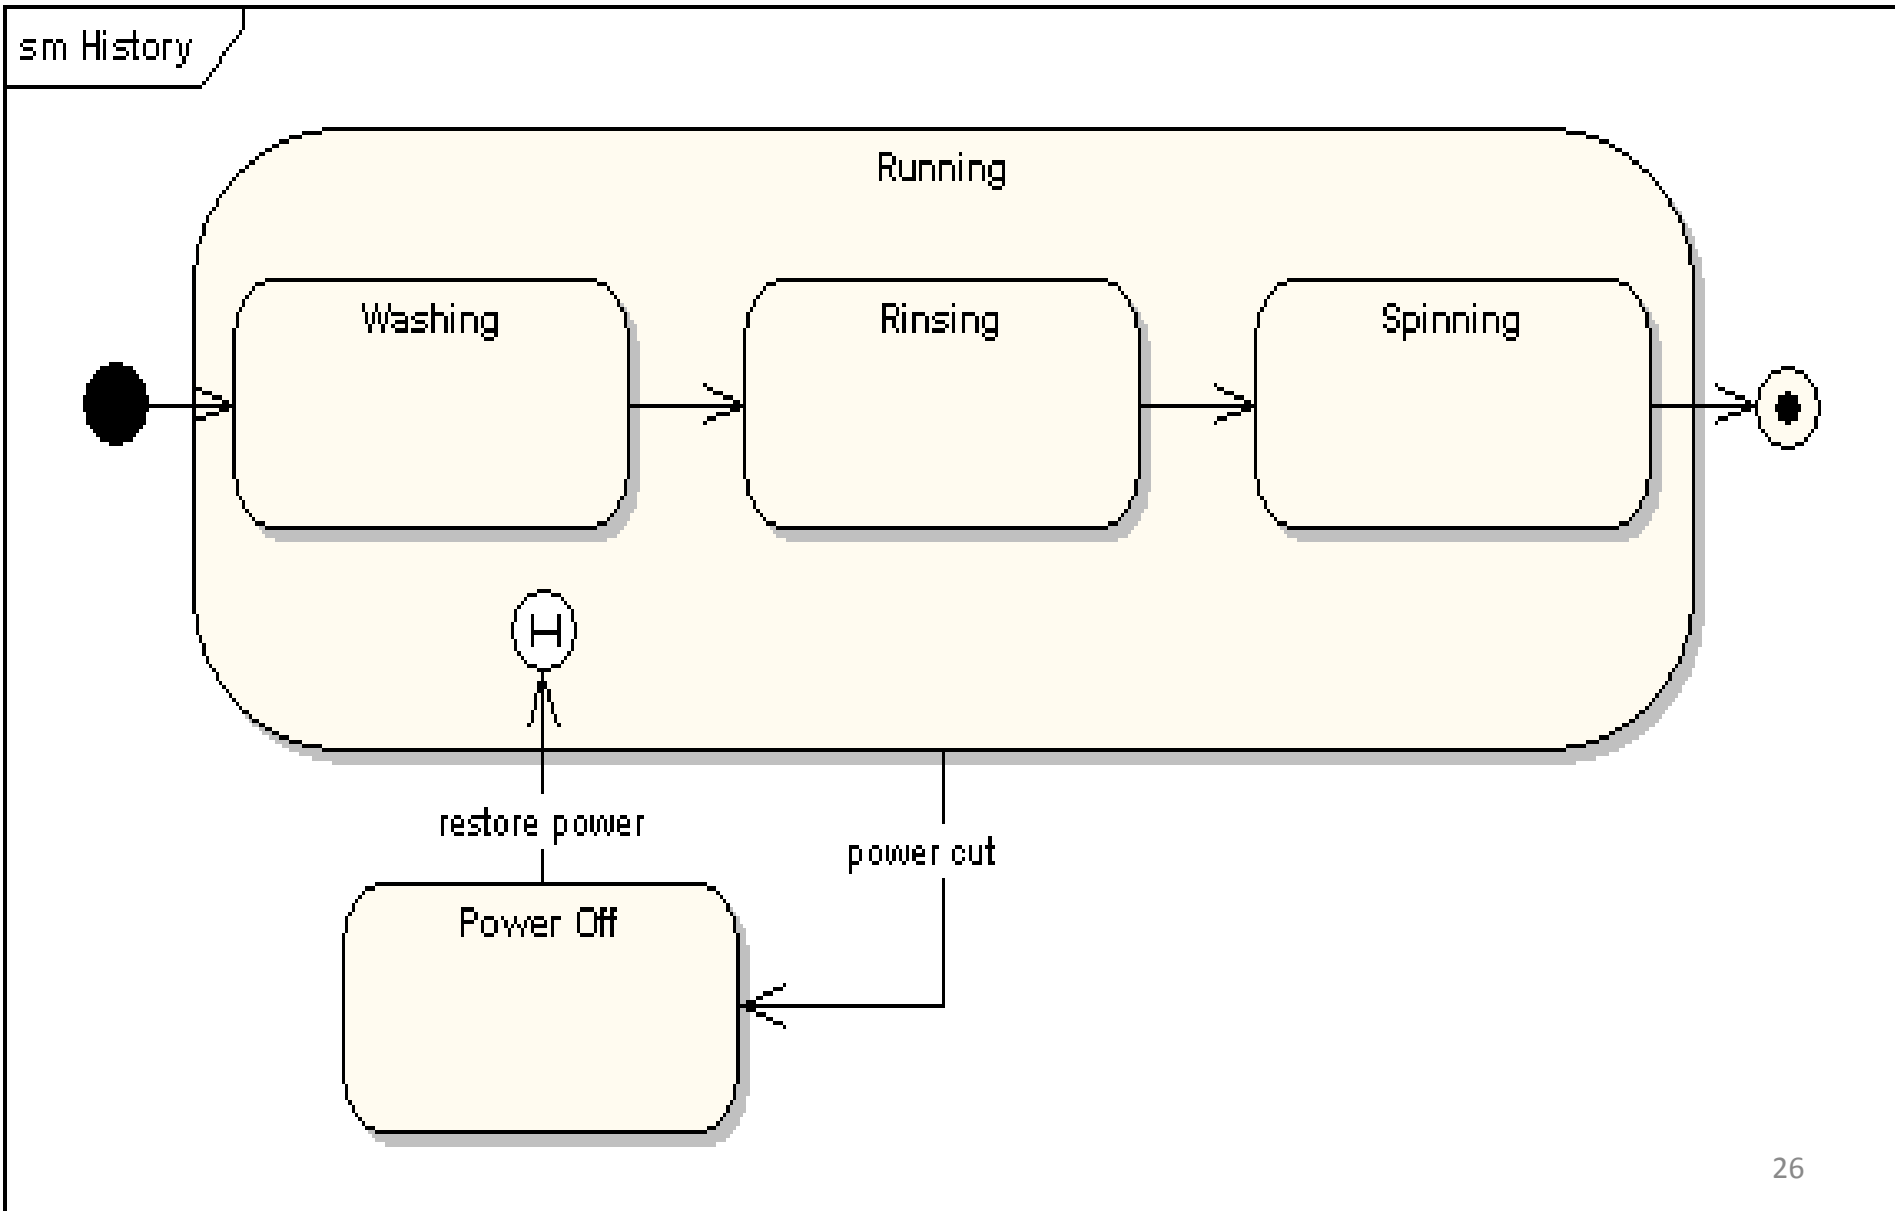 sm History
Running
Washing
Rinsing
Spinning
H
restore power
power cut
Power Off
26